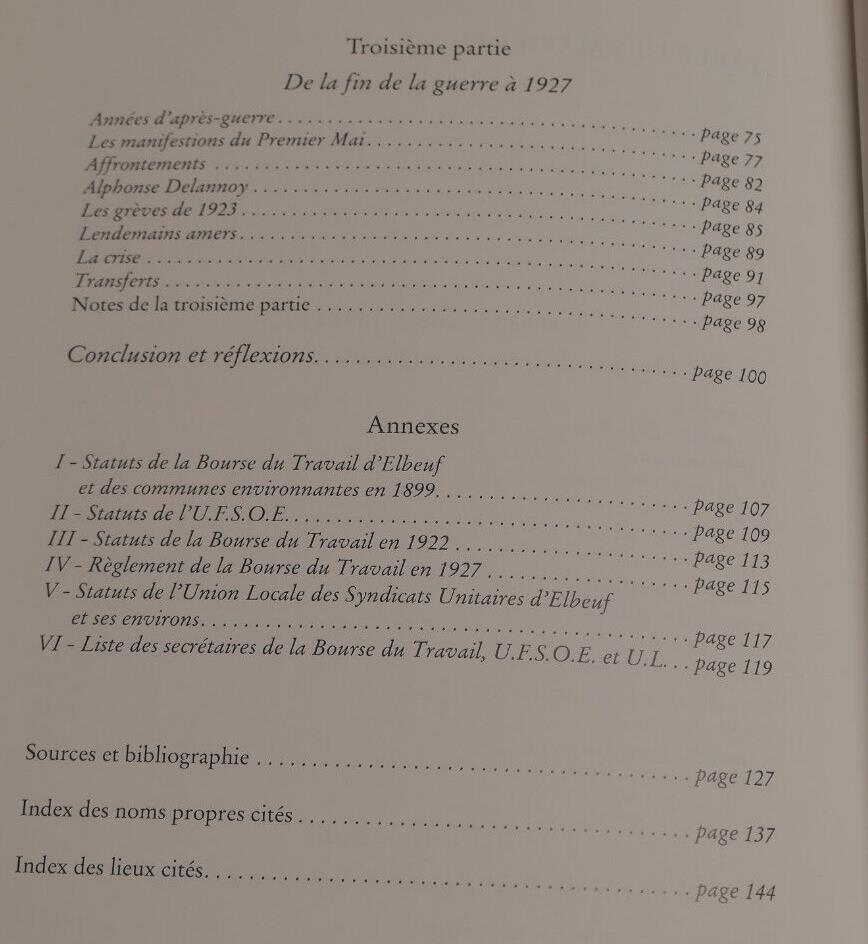 Troisième partie
De la fin de la guerre à 1927
Années d'après-guerre.......... page 75
Les manifestions du Premier Mai.......... page 77
Affrontements .......... page 82
Alphonse Delannoy .......... page 84
Les grèves de 1923 .......... page 85
Lendemains amers.......... page 89
La crise .......... page 91
Transferts .......... page 97
Notes de la troisième partie .......... page 98
Conclusion et réflexions.......... page 100
Annexes
I - Statuts de la Bourse du Travail d'Elbeuf
et des communes environnantes en 1899.......... page 107
II - Statuts de l'U.F.S.O.E.......... page 109
III - Statuts de la Bourse du Travail en 1922 .......... page 113
IV - Règlement de la Bourse du Travail en 1927 .......... page 115
V - Statuts de l'Union Locale des Syndicats Unitaires d'Elbeuf
et ses environs.......... page 117
VI - Liste des secrétaires de la Bourse du Travail, U.F.S.O.E. et U.L... page 119
Sources et bibliographie .......... page 127
Index des noms propres cités .......... page 137
Index des lieux cités.......... page 144